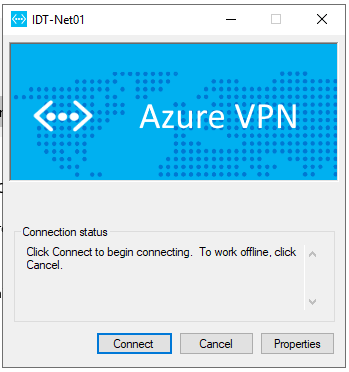 IDT-Net01
Azure VPN
Connection status
Click Connect to begin connecting.  To work offline, click
Cancel.
Connect
Cancel
Properties